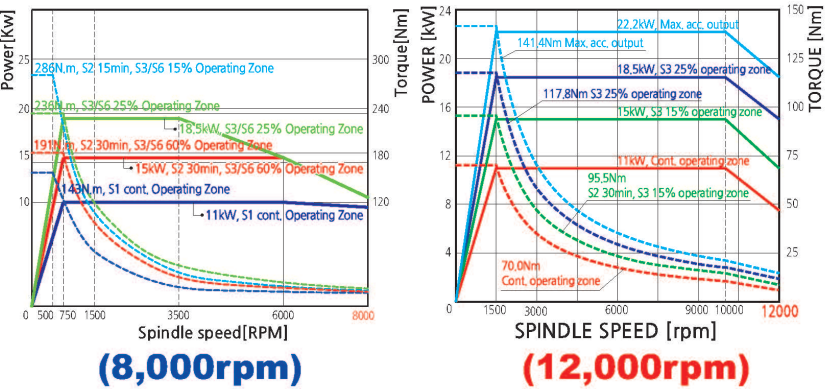 Power[Kw]
25
20
15
10
286N.m, S2 15min, S3/S6 15% Operating Zone
236N.m, S3/S6 25% Operating Zone
18,5kW, S3/S6 25% Operating Zone
191N.m, S2 30min, S3/S6 60% Operating Zone
15kW, S2 30min, S3/S6 60% Operating Zone
143N.m, S1 cont, Operating Zone
11kW, S1 cont, Operating Zone
Torque[Nm]
300
240
180
120
0 500 750 1500 3500 6000 8000
Spindle speed[RPM]
(8,000rpm)
POWER [kW]
24
20
16
12
8
4
22,2kW, Max, acc, output
141,4Nm Max, acc, output
18,5kW, S3 25% operating zone
117,8Nm S3 25% operating zone
15kW, S3 15% operating zone
11kW, Cont, operating zone
95,5Nm
S2 30min, S3 15% operating zone
70,0Nm
Cont, operating zone
TORQUE [Nm]
150
125
100
75
50
25
0 1500 3000 6000 9000 10000 12000
SPINDLE SPEED [rpm]
(12,000rpm)